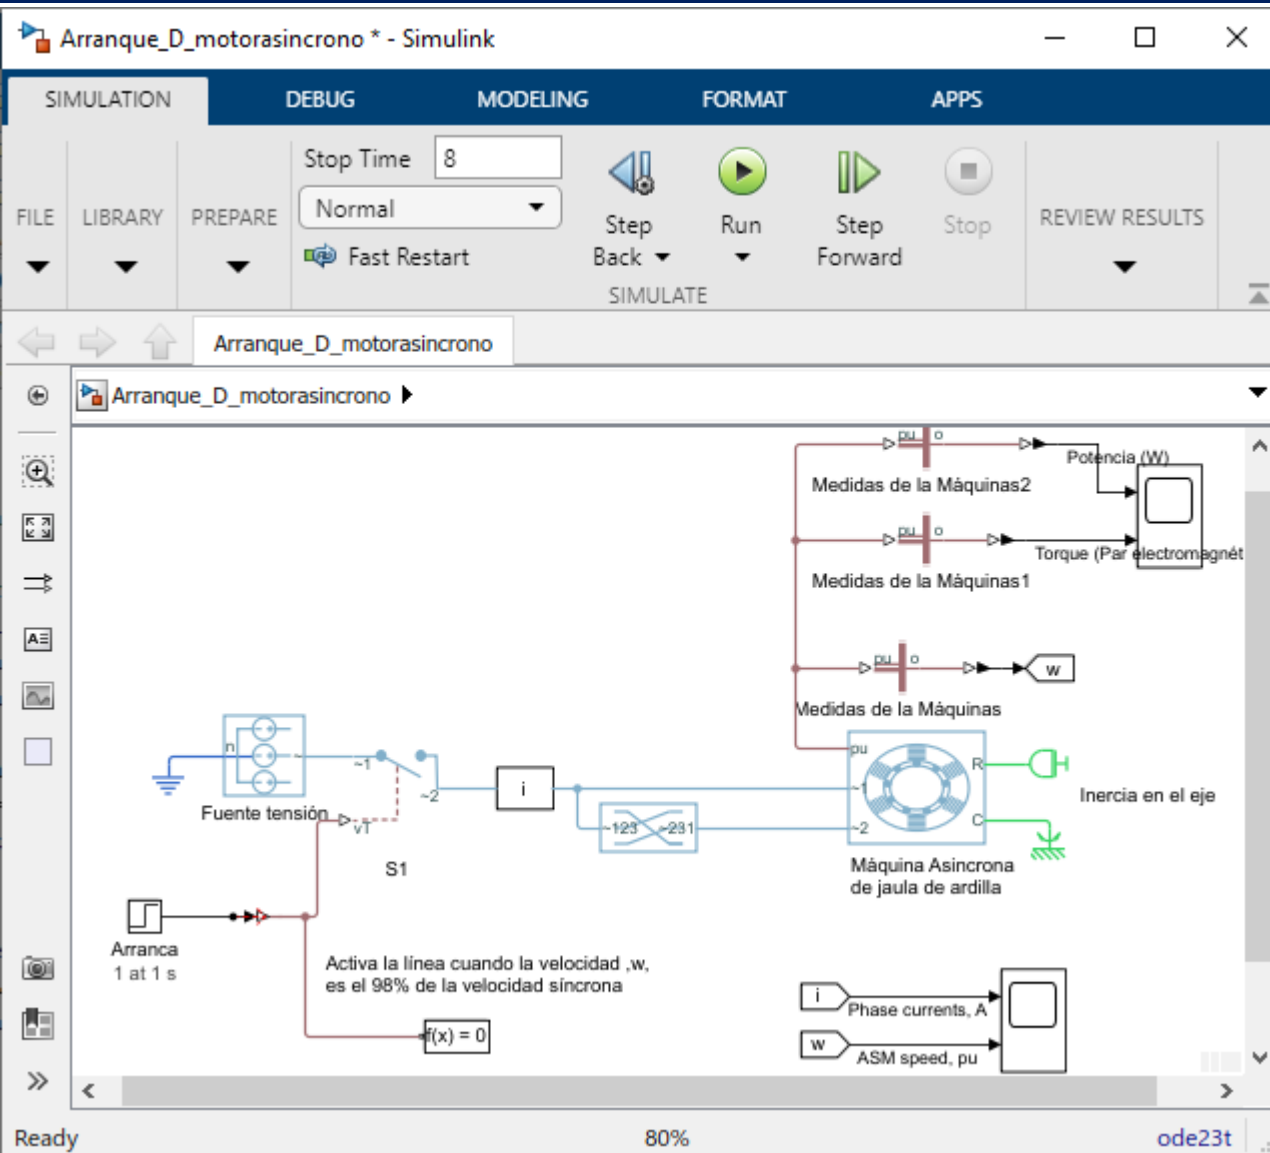 Arranque_D_motorasincrono * - Simulink
SIMULATION
DEBUG
MODELING
FORMAT
APPS
Stop Time
8
Normal
Fast Restart
FILE
LIBRARY
PREPARE
Step
Back
Run
Step
Forward
Stop
REVIEW RESULTS
SIMULATE
Arranque_D_motorasincrono
Arranque_D_motorasincrono
pu
o
Potencia (W)
Medidas de la Máquinas2
pu
o
Torque (Par electromagnét
Medidas de la Máquinas1
pu
o
w
Medidas de la Máquinas
n
~
~1
~2
Fuente tensión
vT
S1
i
~123
~231
pu
~1
~2
R
C
Inercia en el eje
Máquina Asincrona
de jaula de ardilla
Arranca
1 at 1 s
Activa la línea cuando la velocidad ,w,
es el 98% de la velocidad síncrona
f(x) = 0
i
Phase currents, A
w
ASM speed, pu
Ready
80%
ode23t